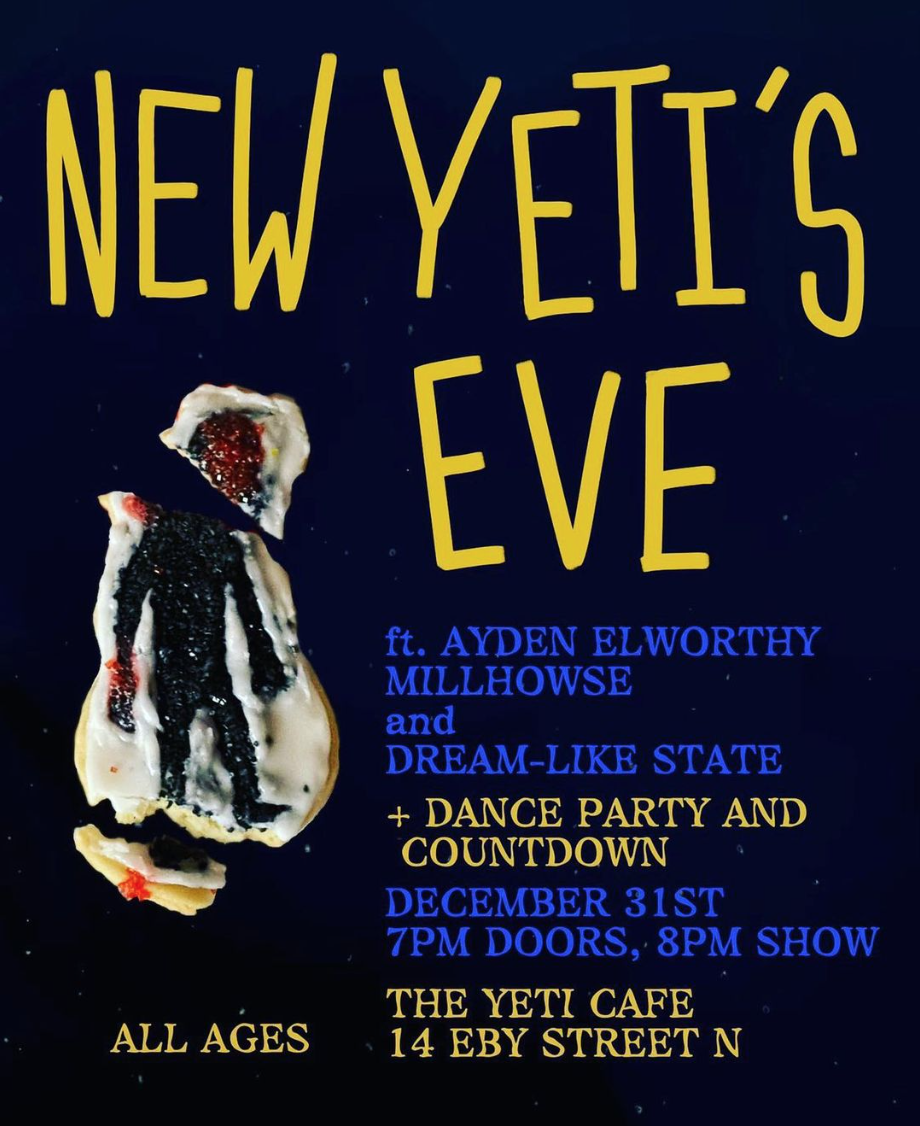 NEW YETI'S
EVE
ft. AYDEN ELWORTHY
MILLHOWSE
and
DREAM-LIKE STATE
+ DANCE PARTY AND
COUNTDOWN
DECEMBER 31ST
7PM DOORS, 8PM SHOW
THE YETI CAFE
14 EBY STREET N
ALL AGES